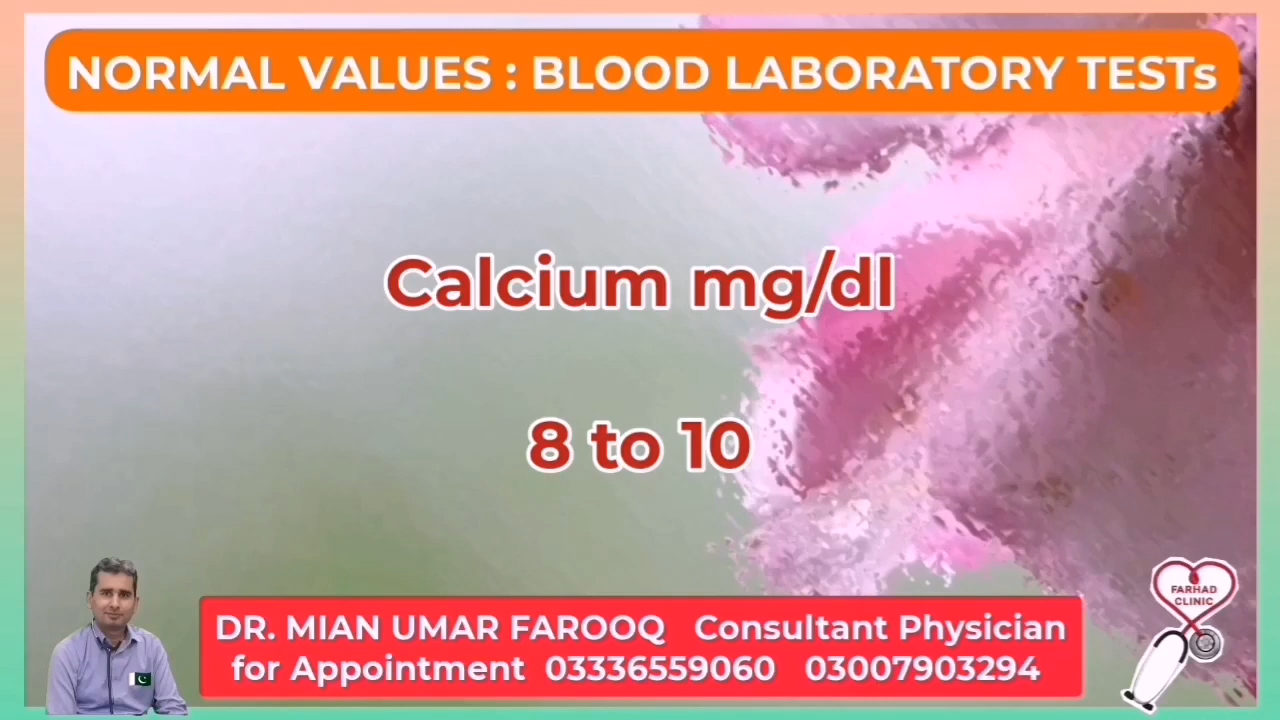 NORMAL VALUES : BLOOD LABORATORY TESTs
Calcium mg/dl
8 to 10
DR. MIAN UMAR FAROOQ Consultant Physician
for Appointment 03336559060 03007903294
FARHAD
CLINIC